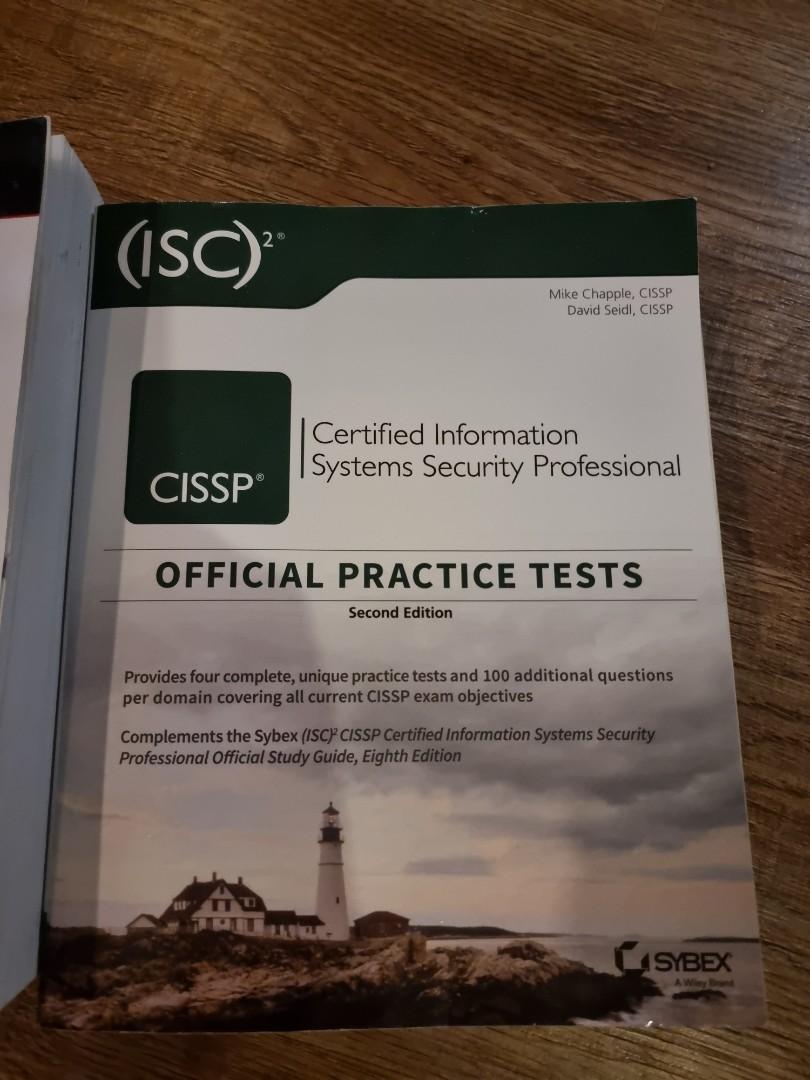 (ISC)²®
Mike Chapple, CISSP
David Seidl, CISSP
CISSP®
Certified Information
Systems Security Professional
OFFICIAL PRACTICE TESTS
Second Edition
Provides four complete, unique practice tests and 100 additional questions
per domain covering all current CISSP exam objectives
Complements the Sybex (ISC)² CISSP Certified Information Systems Security
Professional Official Study Guide, Eighth Edition
SYBEX
A Wiley Brand